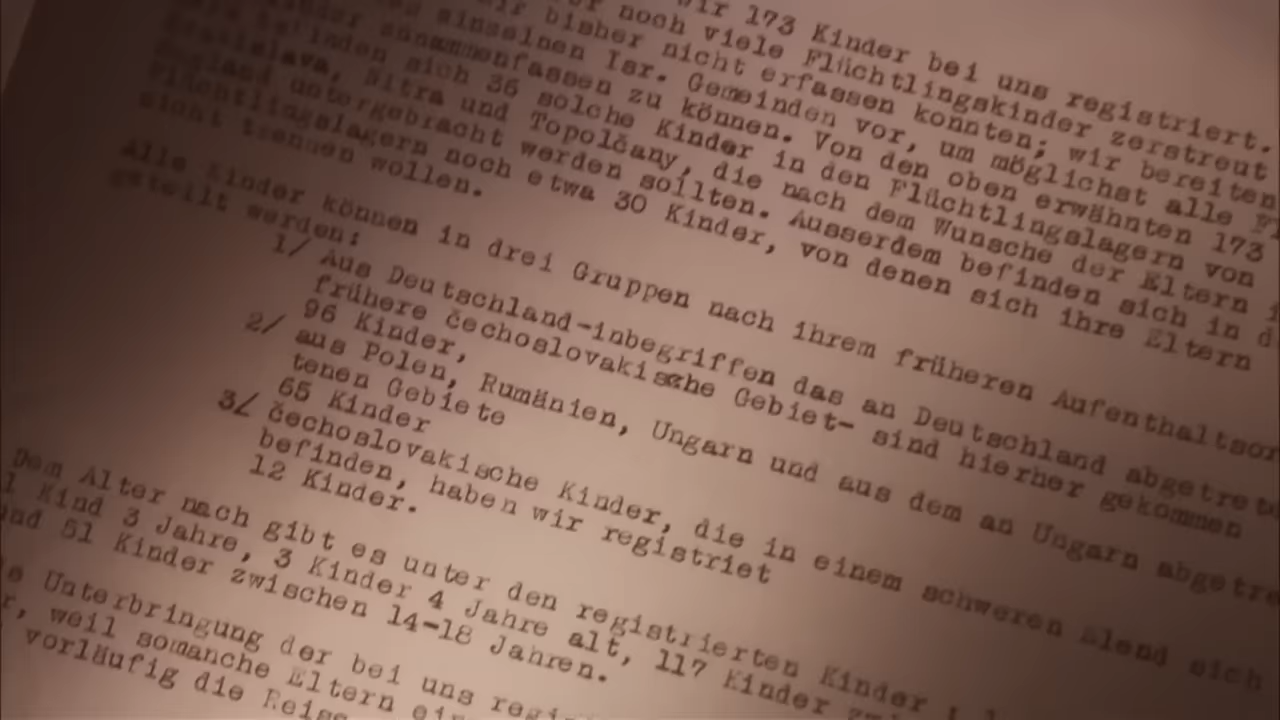 wir 173 Kinder bei uns registriert.
noch viele Flüchtlingskinder zerstreut
wir bisher nicht erfassen konnten; wir bereiten
einzelnen Isr. Gemeinden vor, um möglichst alle
Kinder zusammenfassen zu können. Von den oben erwähnten 173
befinden sich 36 solche Kinder in den Flüchtlingslagern von
Bratislava, Nitra und Topolčany, die nach dem Wunsche der Eltern
untergebracht werden sollten. Ausserdem befinden sich in d
Flüchtlingslagern noch etwa 30 Kinder, von denen sich ihre Eltern
nicht trennen wollen.
Alle Kinder können in drei Gruppen nach ihrem früheren Aufenthaltsor
geteilt werden:
1/ Aus Deutschland-inbegriffen das an Deutschland abgetrete
frühere čechoslovakische Gebiet- sind hierher gekommen
96 Kinder,
2/ aus Polen, Rumänien, Ungarn und aus dem an Ungarn abgetre
tenen Gebiete
65 Kinder
3/ čechoslovakische Kinder, die in einem schweren Elend sich
befinden, haben wir registriet
12 Kinder.
Dem Alter nach gibt es unter den registrierten Kinder
1 Kind 3 Jahre, 3 Kinder 4 Jahre alt, 117 Kinder
und 51 Kinder zwischen 14-18 Jahren.
Unterbringung der bei uns regi
weil somanche Eltern ei
vorläufig die Reise